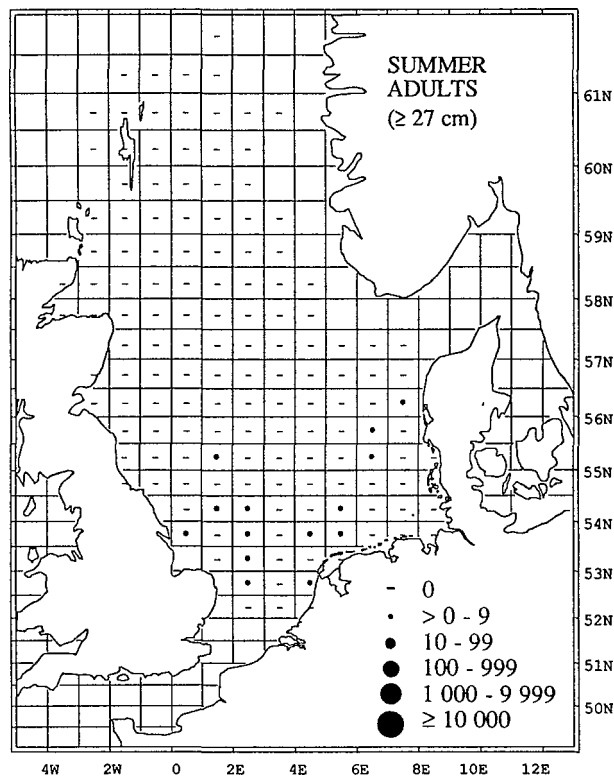 SUMMER
ADULTS
(≥ 27 cm)
61N
60N
59N
58N
57N
56N
55N
54N
53N
52N
51N
50N
- 0
> 0 - 9
10 - 99
100 - 999
1 000 - 9 999
≥ 10 000
4W 2W 0 2E 4E 6E 8E 10E 12E